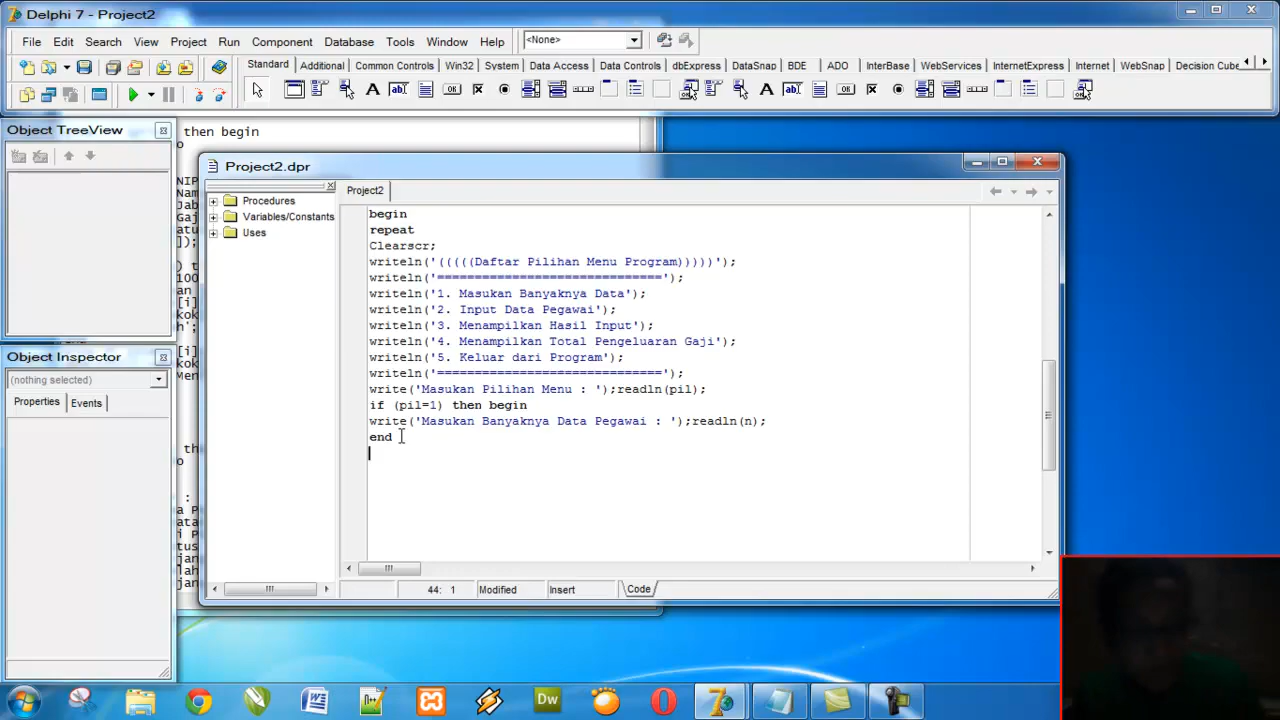 Delphi 7 - Project2
File Edit Search View Project Run Component Database Tools Window Help
<None>
Standard Additional Common Controls Win32 System Data Access Data Controls dbExpress DataSnap BDE ADO InterBase WebServices InternetExpress Internet WebSnap Decision Cube
Object TreeView
then begin
Project2.dpr
Project2
Procedures
Variables/Constants
Uses
begin
repeat
Clearscr;
writeln('(((((Daftar Pilihan Menu Program)))))');
writeln('==============================');
writeln('1. Masukan Banyaknya Data');
writeln('2. Input Data Pegawai');
writeln('3. Menampilkan Hasil Input');
writeln('4. Menampilkan Total Pengeluaran Gaji');
writeln('5. Keluar dari Program');
writeln('==============================');
write('Masukan Pilihan Menu : ');readln(pil);
if (pil=1) then begin
write('Masukan Banyaknya Data Pegawai : ');readln(n);
end
Object Inspector
(nothing selected)
Properties Events
44: 1 Modified Insert Code
Dw